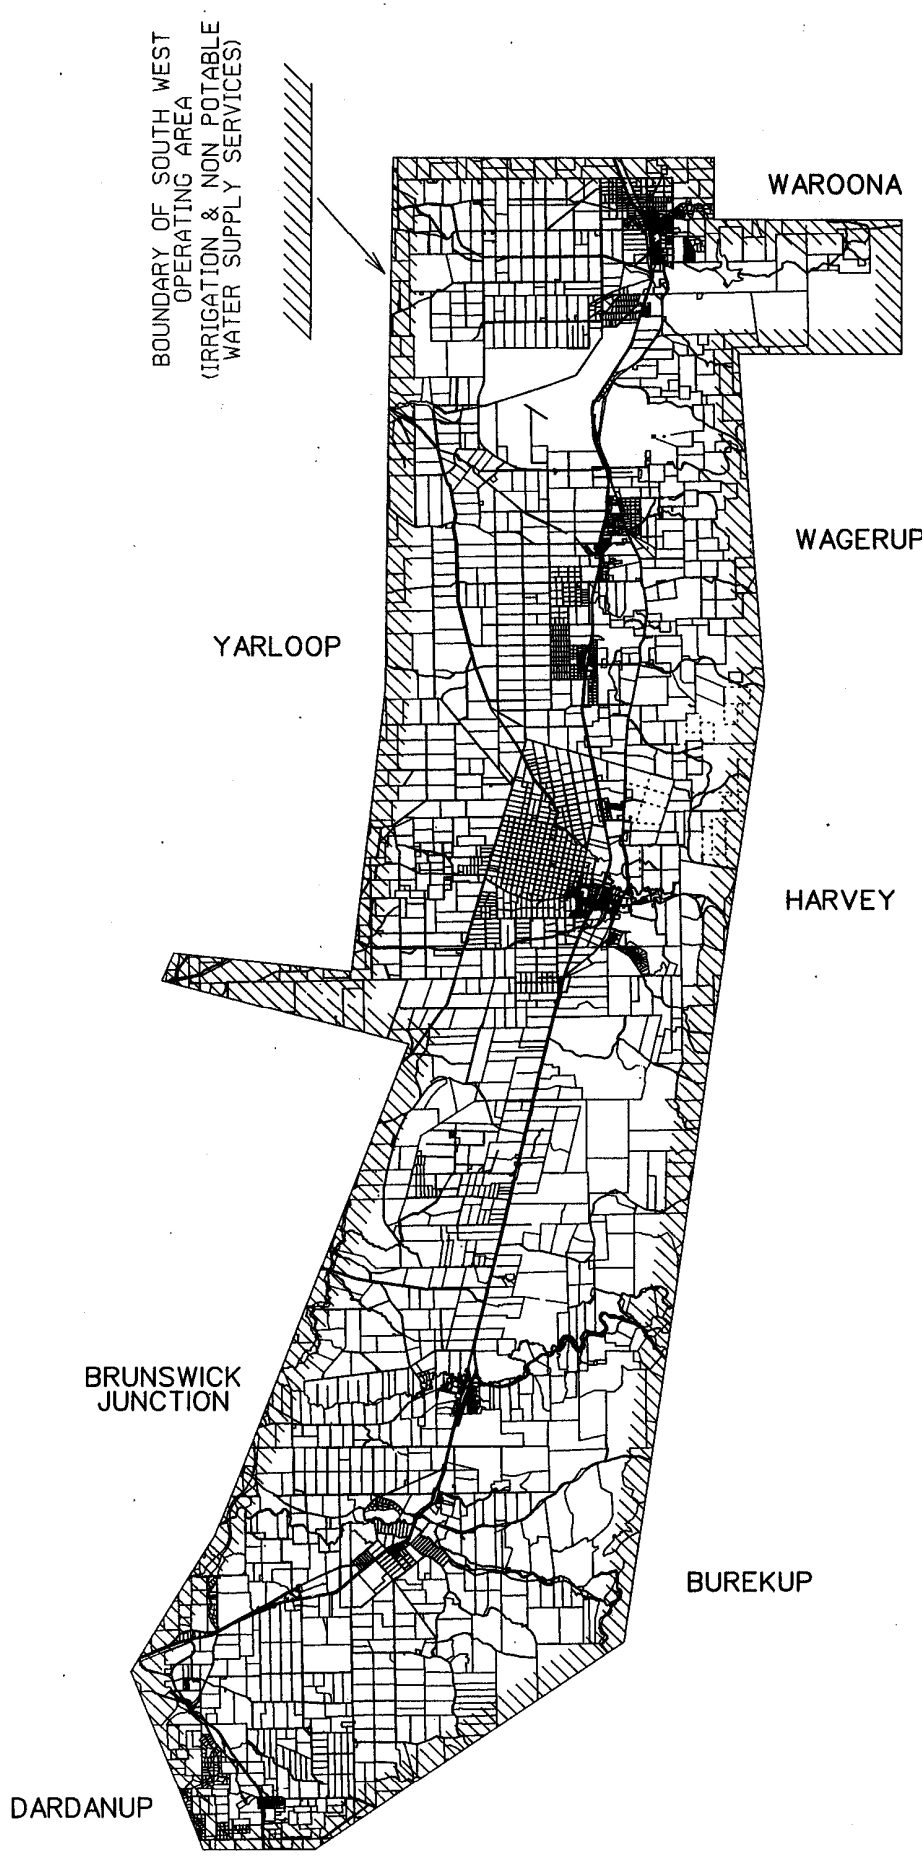 BOUNDARY OF SOUTH WEST
OPERATING AREA
(IRRIGATION & NON POTABLE
WATER SUPPLY SERVICES)
WAROONA
WAGERUP
YARLOOP
HARVEY
BRUNSWICK
JUNCTION
BUREKUP
DARDANUP